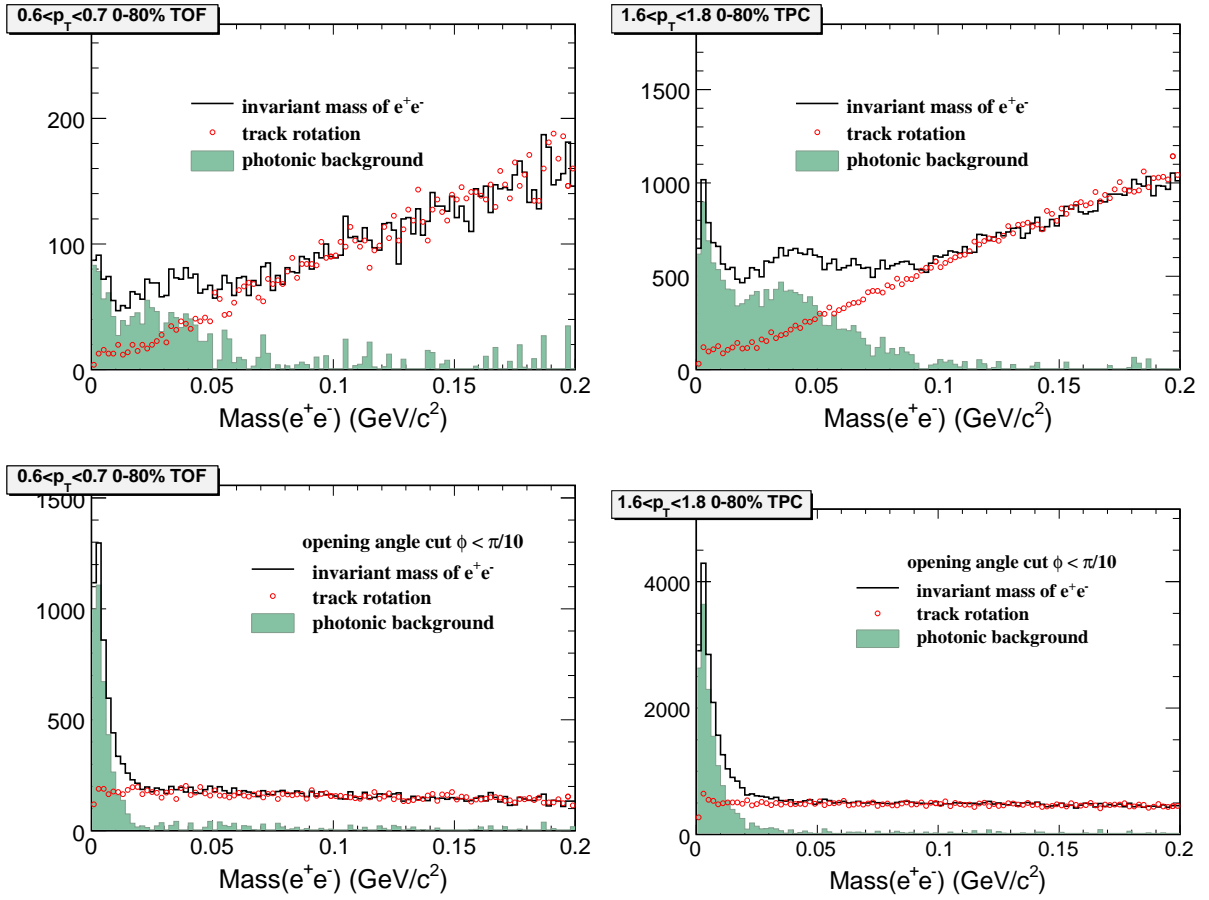 0.6<p_T<0.7 0-80% TOF
200
100
0
invariant mass of e⁺e⁻
track rotation
photonic background
0 0.05 0.1 0.15 0.2
Mass(e⁺e⁻) (GeV/c²)
1.6<p_T<1.8 0-80% TPC
1500
1000
500
0
invariant mass of e⁺e⁻
track rotation
photonic background
0 0.05 0.1 0.15 0.2
Mass(e⁺e⁻) (GeV/c²)
0.6<p_T<0.7 0-80% TOF
1500
1000
500
0
opening angle cut ϕ < π/10
invariant mass of e⁺e⁻
track rotation
photonic background
0 0.05 0.1 0.15 0.2
Mass(e⁺e⁻) (GeV/c²)
1.6<p_T<1.8 0-80% TPC
4000
2000
0
opening angle cut ϕ < π/10
invariant mass of e⁺e⁻
track rotation
photonic background
0 0.05 0.1 0.15 0.2
Mass(e⁺e⁻) (GeV/c²)